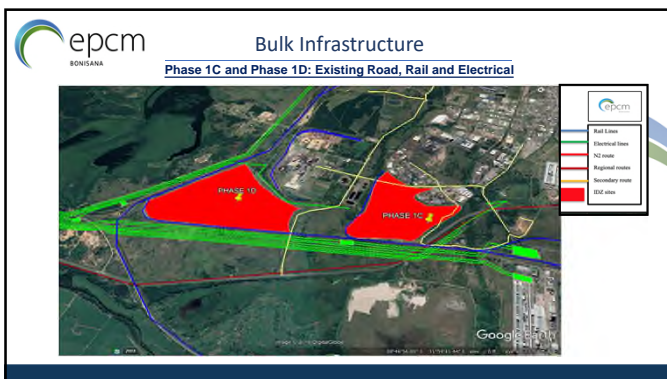 epcm
BONISANA
Bulk Infrastructure
Phase 1C and Phase 1D: Existing Road, Rail and Electrical
epcm
Rail Lines
Electrical lines
N2 route
Regional routes
Secondary route
IDZ sites
PHASE 1D
PHASE 1C
Google Earth